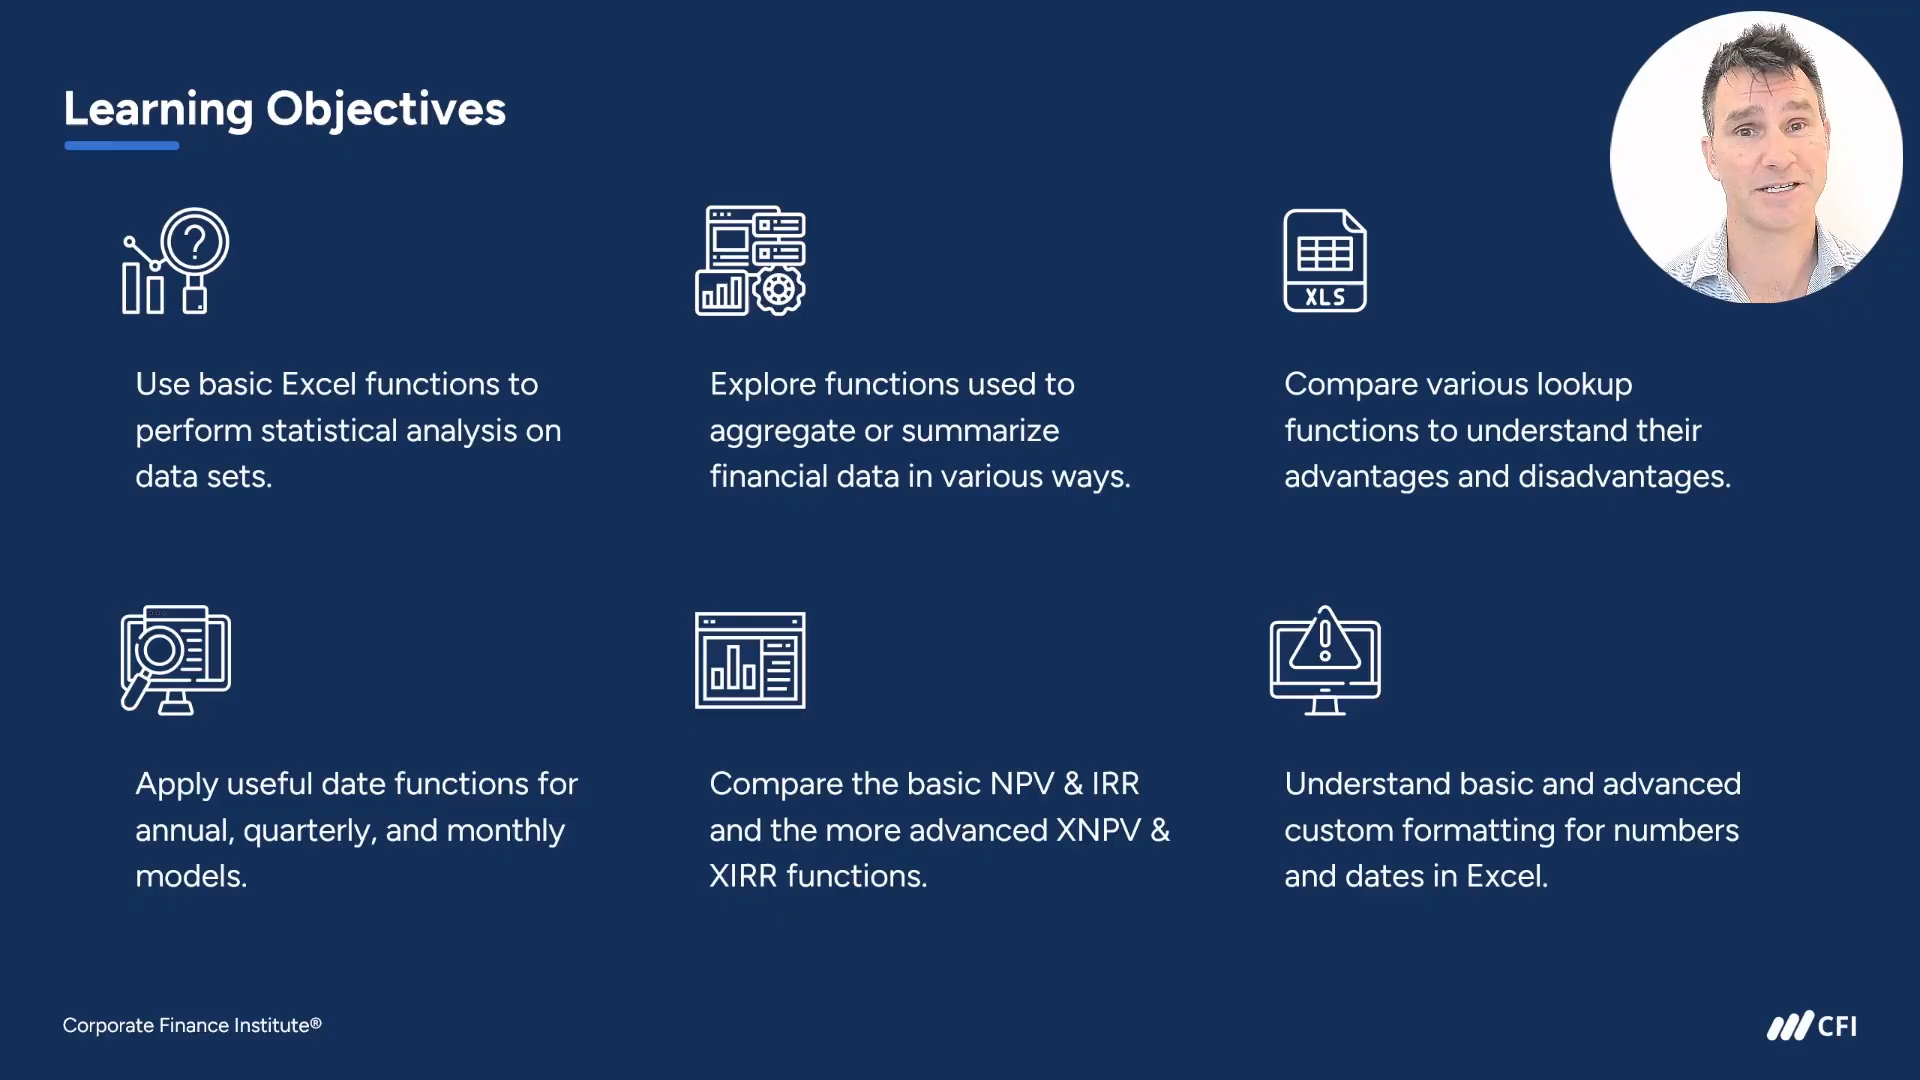 Learning Objectives
?
XLS
Use basic Excel functions to
perform statistical analysis on
data sets.
Explore functions used to
aggregate or summarize
financial data in various ways.
Compare various lookup
functions to understand their
advantages and disadvantages.
Apply useful date functions for
annual, quarterly, and monthly
models.
Compare the basic NPV & IRR
and the more advanced XNPV &
XIRR functions.
Understand basic and advanced
custom formatting for numbers
and dates in Excel.
Corporate Finance Institute®
CFI